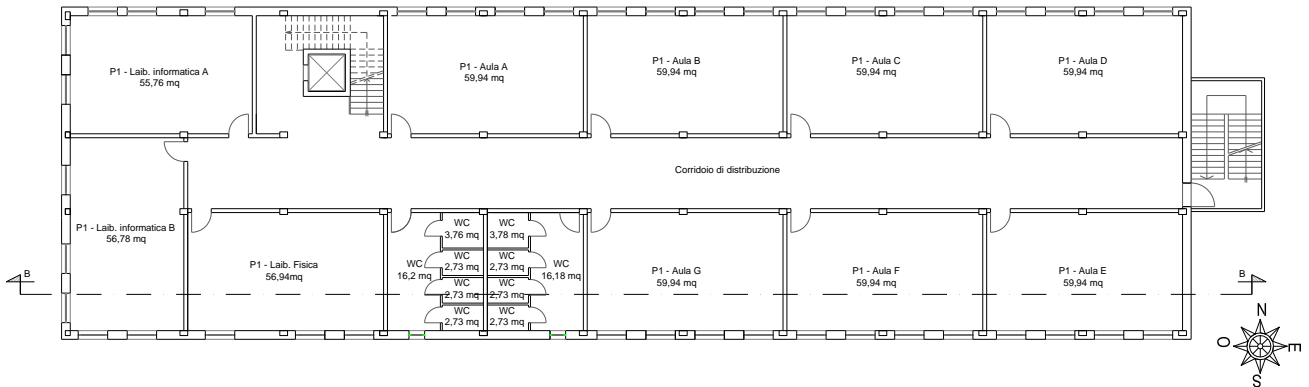 P1 - Laib. informatica A
55,76 mq
P1 - Aula A
59,94 mq
P1 - Aula B
59,94 mq
P1 - Aula C
59,94 mq
P1 - Aula D
59,94 mq
Corridoio di distribuzione
P1 - Laib. informatica B
56,78 mq
P1 - Laib. Fisica
56,94mq
WC
16,2 mq
WC
3,76 mq
WC
2,73 mq
WC
2,73 mq
WC
2,73 mq
WC
3,78 mq
WC
2,73 mq
WC
2,73 mq
WC
2,73 mq
WC
16,18 mq
P1 - Aula G
59,94 mq
P1 - Aula F
59,94 mq
P1 - Aula E
59,94 mq
B
B
N
O
E
S